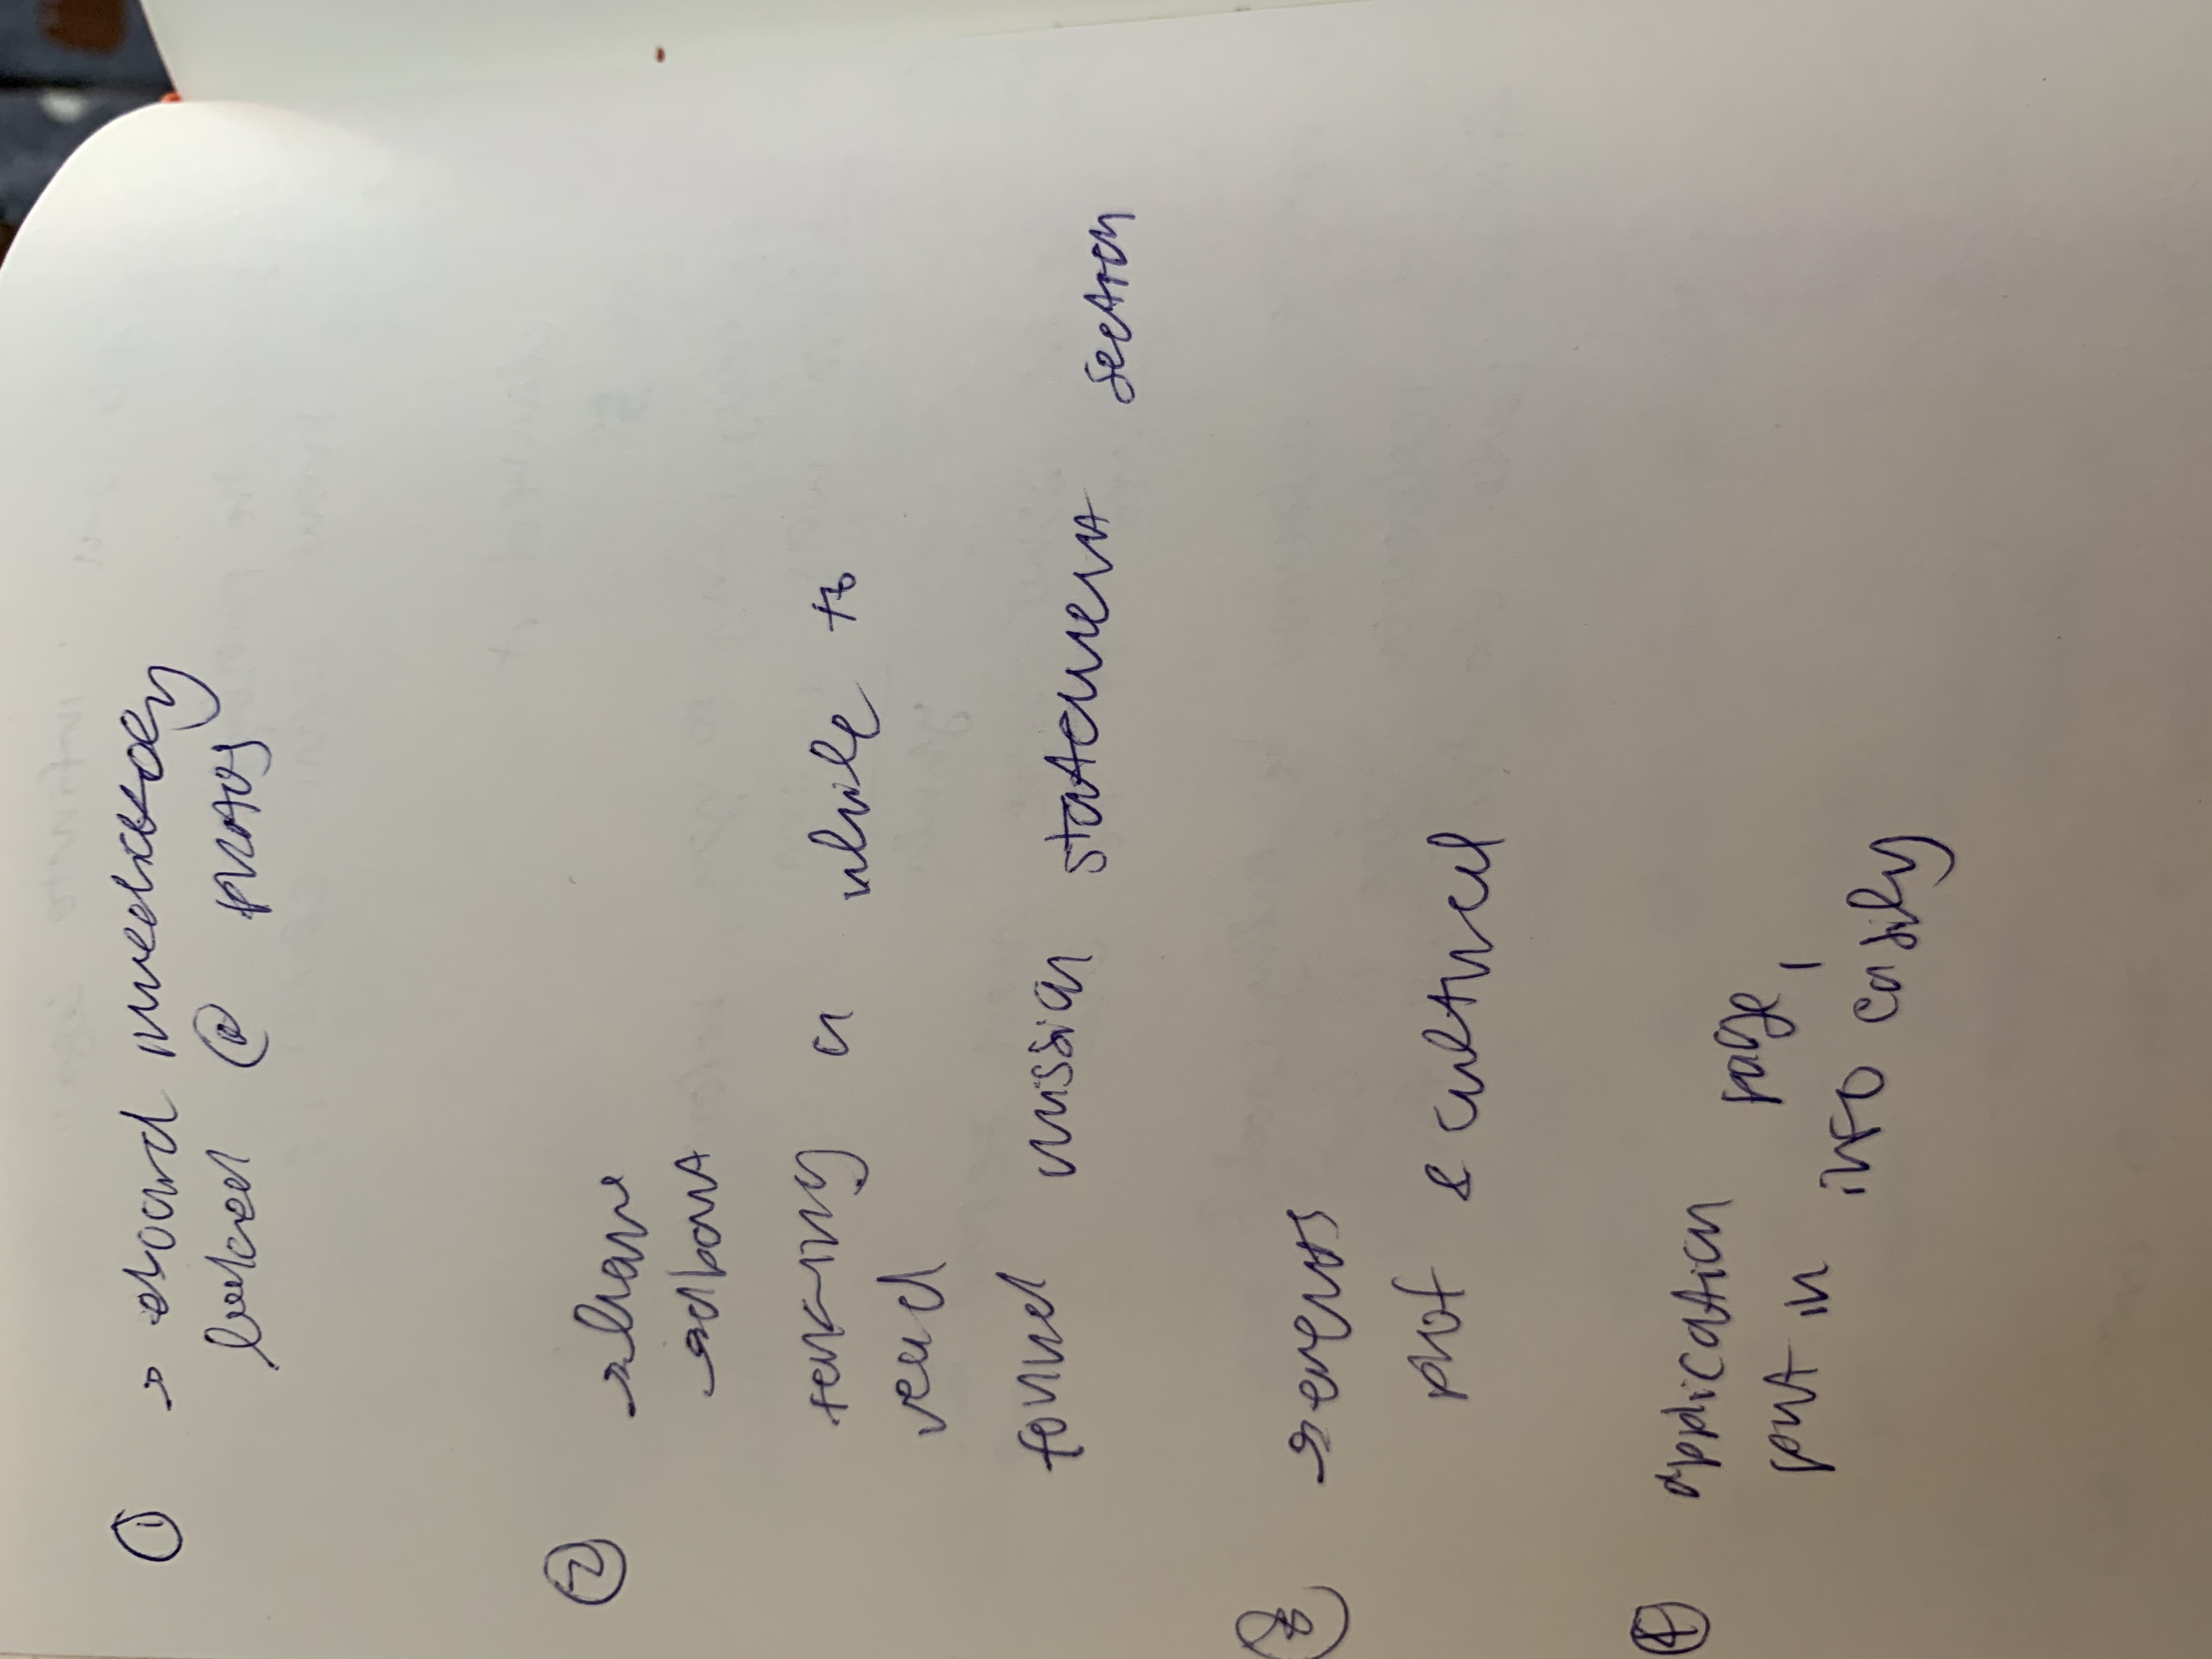 ① → eboard immediately
looked @ photos
② → home
→ about
taking a while to
read
found mission statement section
③ → events
prof & cultural
④ application page,
put in info easily